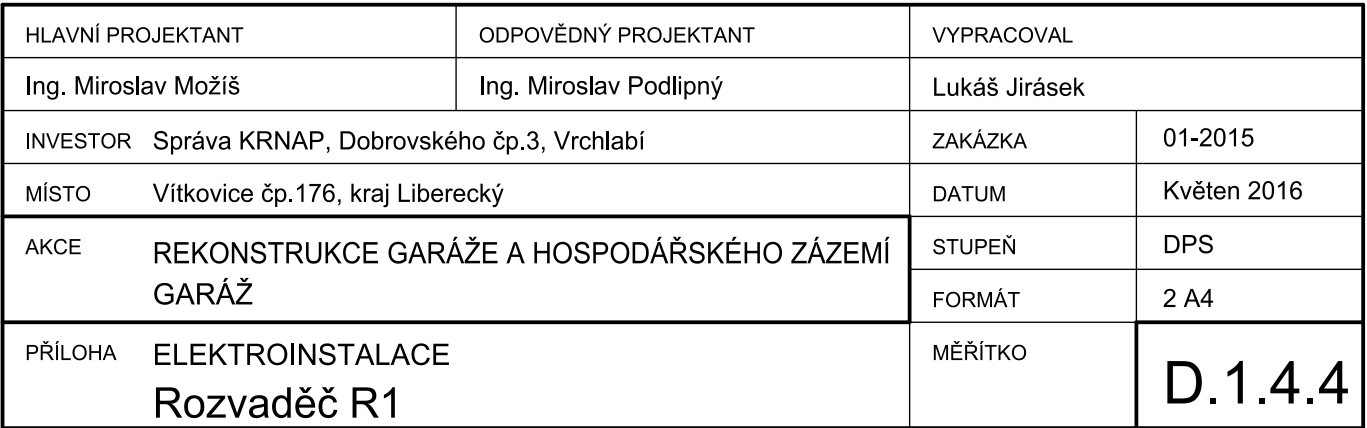 HLAVNÍ PROJEKTANT ODPOVĚDNÝ PROJEKTANT VYPRACOVAL
Ing. Miroslav Možíš Ing. Miroslav Podlipný Lukáš Jirásek
INVESTOR Správa KRNAP, Dobrovského čp.3, Vrchlabí ZAKÁZKA 01-2015
MÍSTO Vítkovice čp.176, kraj Liberecký DATUM Květen 2016
AKCE REKONSTRUKCE GARÁŽE A HOSPODÁŘSKÉHO ZÁZEMÍ STUPEŇ DPS
GARÁŽ FORMÁT 2 A4
PŘÍLOHA ELEKTROINSTALACE MĚŘÍTKO
Rozvaděč R1 D.1.4.4